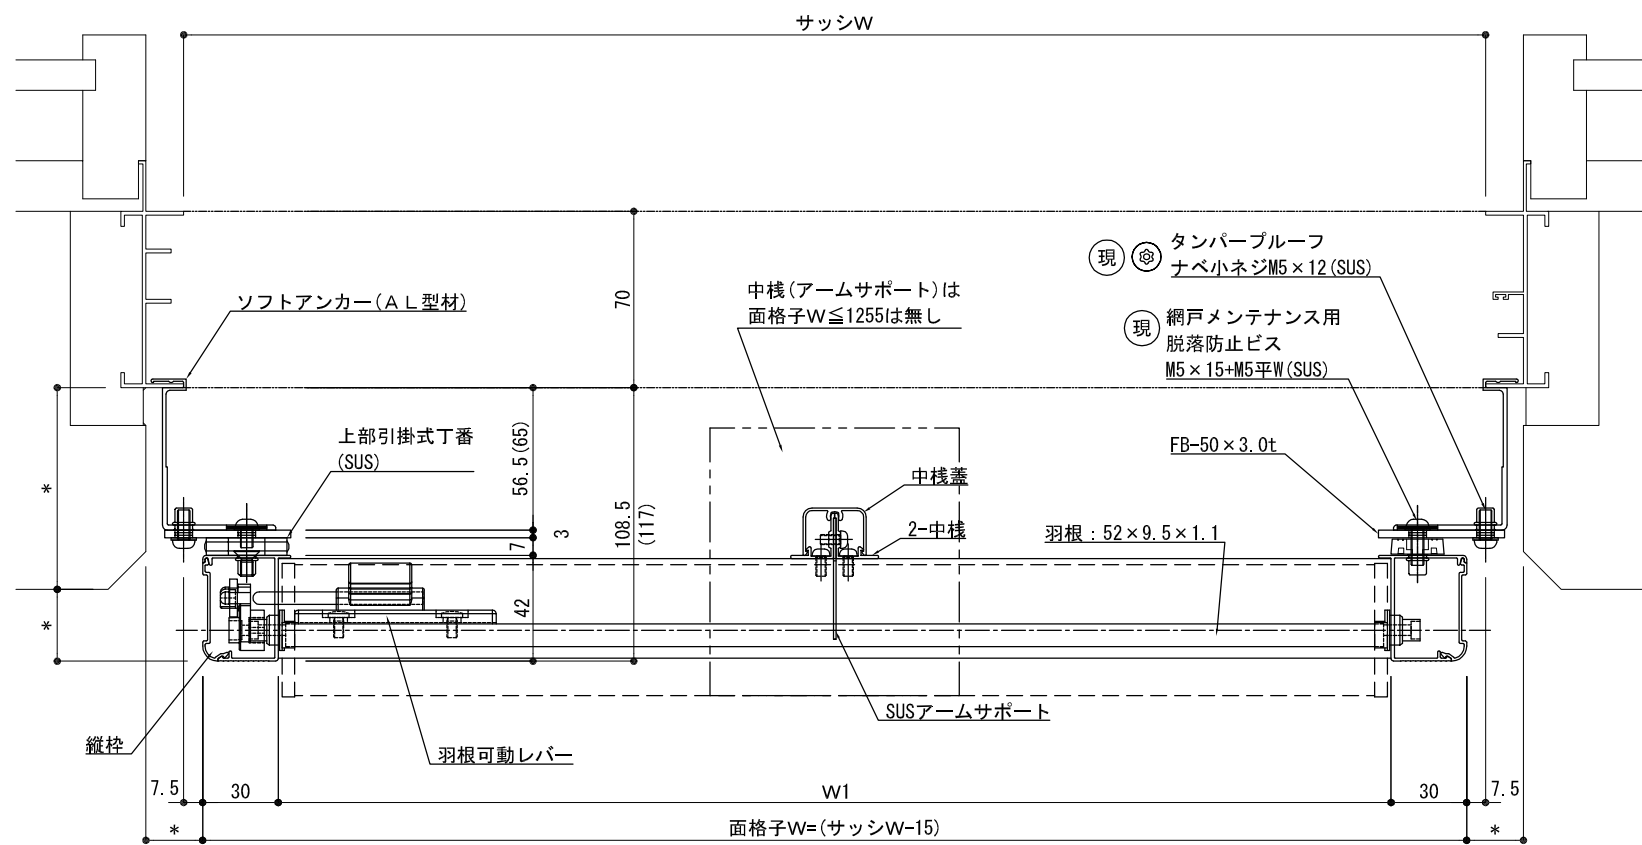 サッシW
現
タンパープルーフ
ナベ小ネジM5×12(SUS)
中桟(アームサポート)は
面格子W≦1255は無し
ソフトアンカー(AL型材)
70
現
網戸メンテナンス用
脱落防止ビス
M5×15+M5平W(SUS)
上部引掛式丁番
(SUS)
56.5(65)
FB-50×3.0t
中桟蓋
*
108.5
(117)
3
7
2-中桟
羽根:52×9.5×1.1
42
*
SUSアームサポート
縦枠
羽根可動レバー
7.5
30
W1
30
7.5
*
面格子W=(サッシW-15)
*